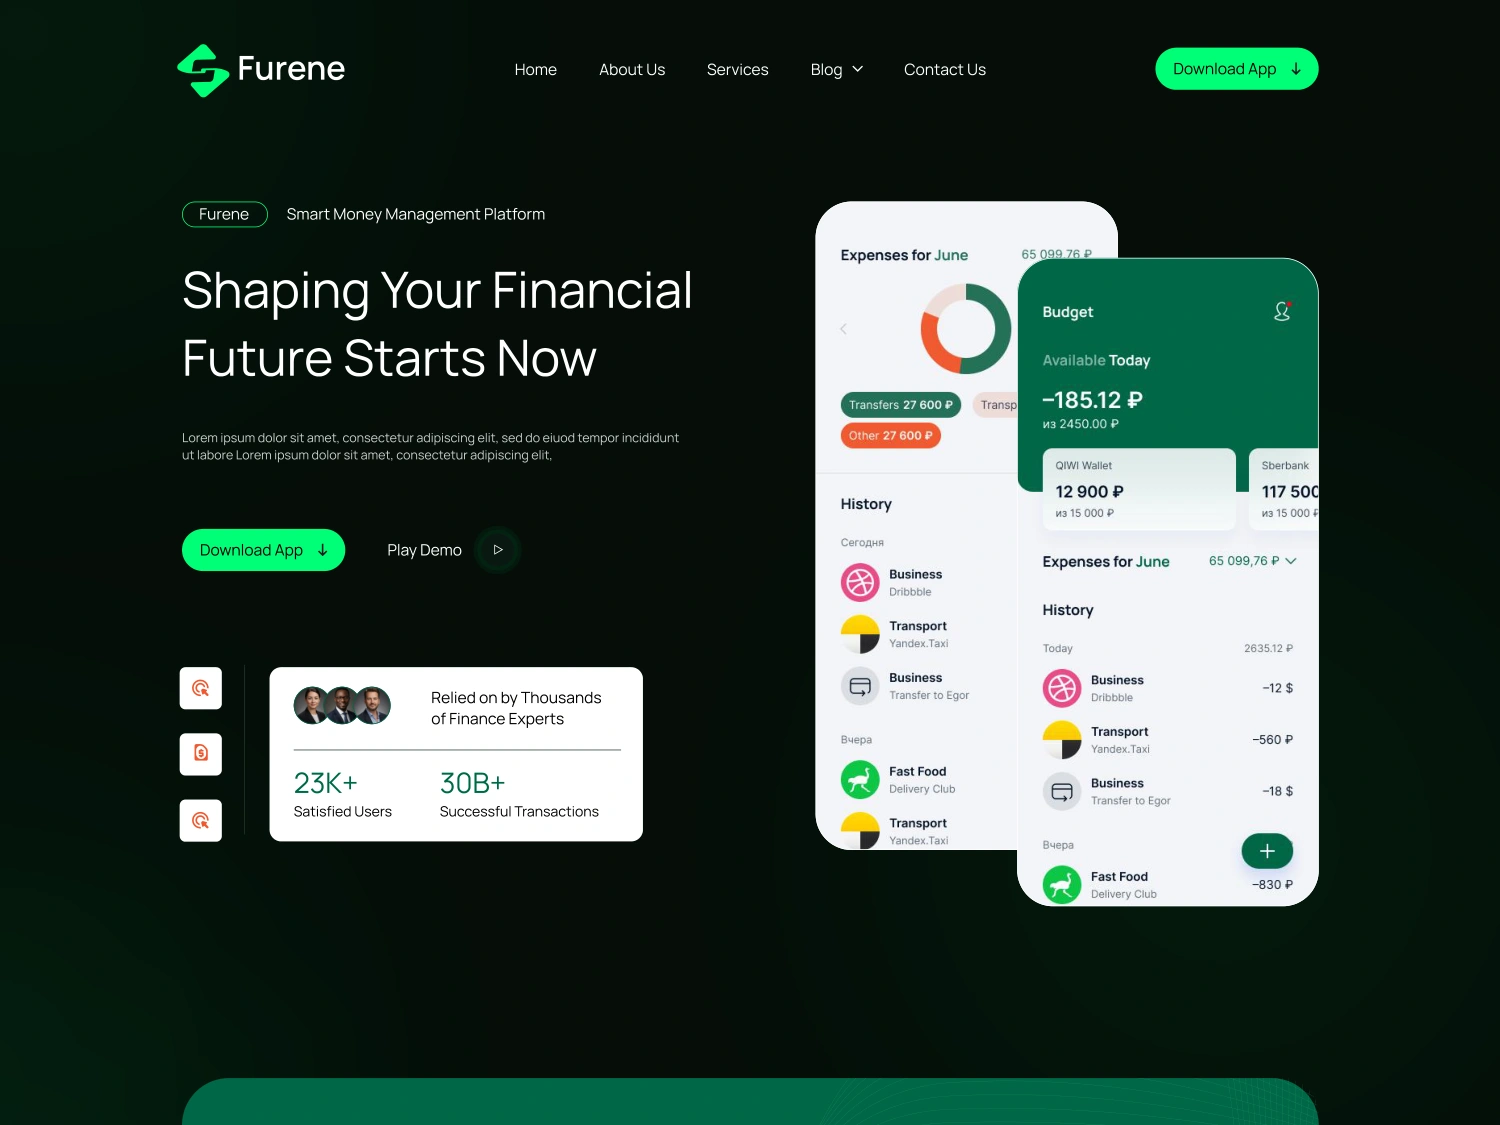 Furene
Home
About Us
Services
Blog
Contact Us
Download App
Furene
Smart Money Management Platform
Shaping Your Financial
Future Starts Now
Lorem ipsum dolor sit amet, consectetur adipiscing elit, sed do eiuod tempor incididunt
ut labore Lorem ipsum dolor sit amet, consectetur adipiscing elit,
Download App
Play Demo
Relied on by Thousands
of Finance Experts
23K+
30B+
Satisfied Users
Successful Transactions
Expenses for June
65 099,76 ₽
Transfers 27 600 ₽
Transp
Other 27 600 ₽
History
Сегодня
Business
Dribbble
Transport
Yandex.Taxi
Business
Transfer to Egor
Вчера
Fast Food
Delivery Club
Transport
Yandex.Taxi
Budget
Available Today
–185.12 ₽
из 2450.00 ₽
QIWI Wallet
12 900 ₽
из 15 000 ₽
Sberbank
117 500
из 15 000 ₽
Expenses for June
65 099,76 ₽
History
Today
2635.12 ₽
Business
Dribbble
–12 $
Transport
Yandex.Taxi
–560 ₽
Business
Transfer to Egor
–18 $
Вчера
Fast Food
Delivery Club
–830 ₽